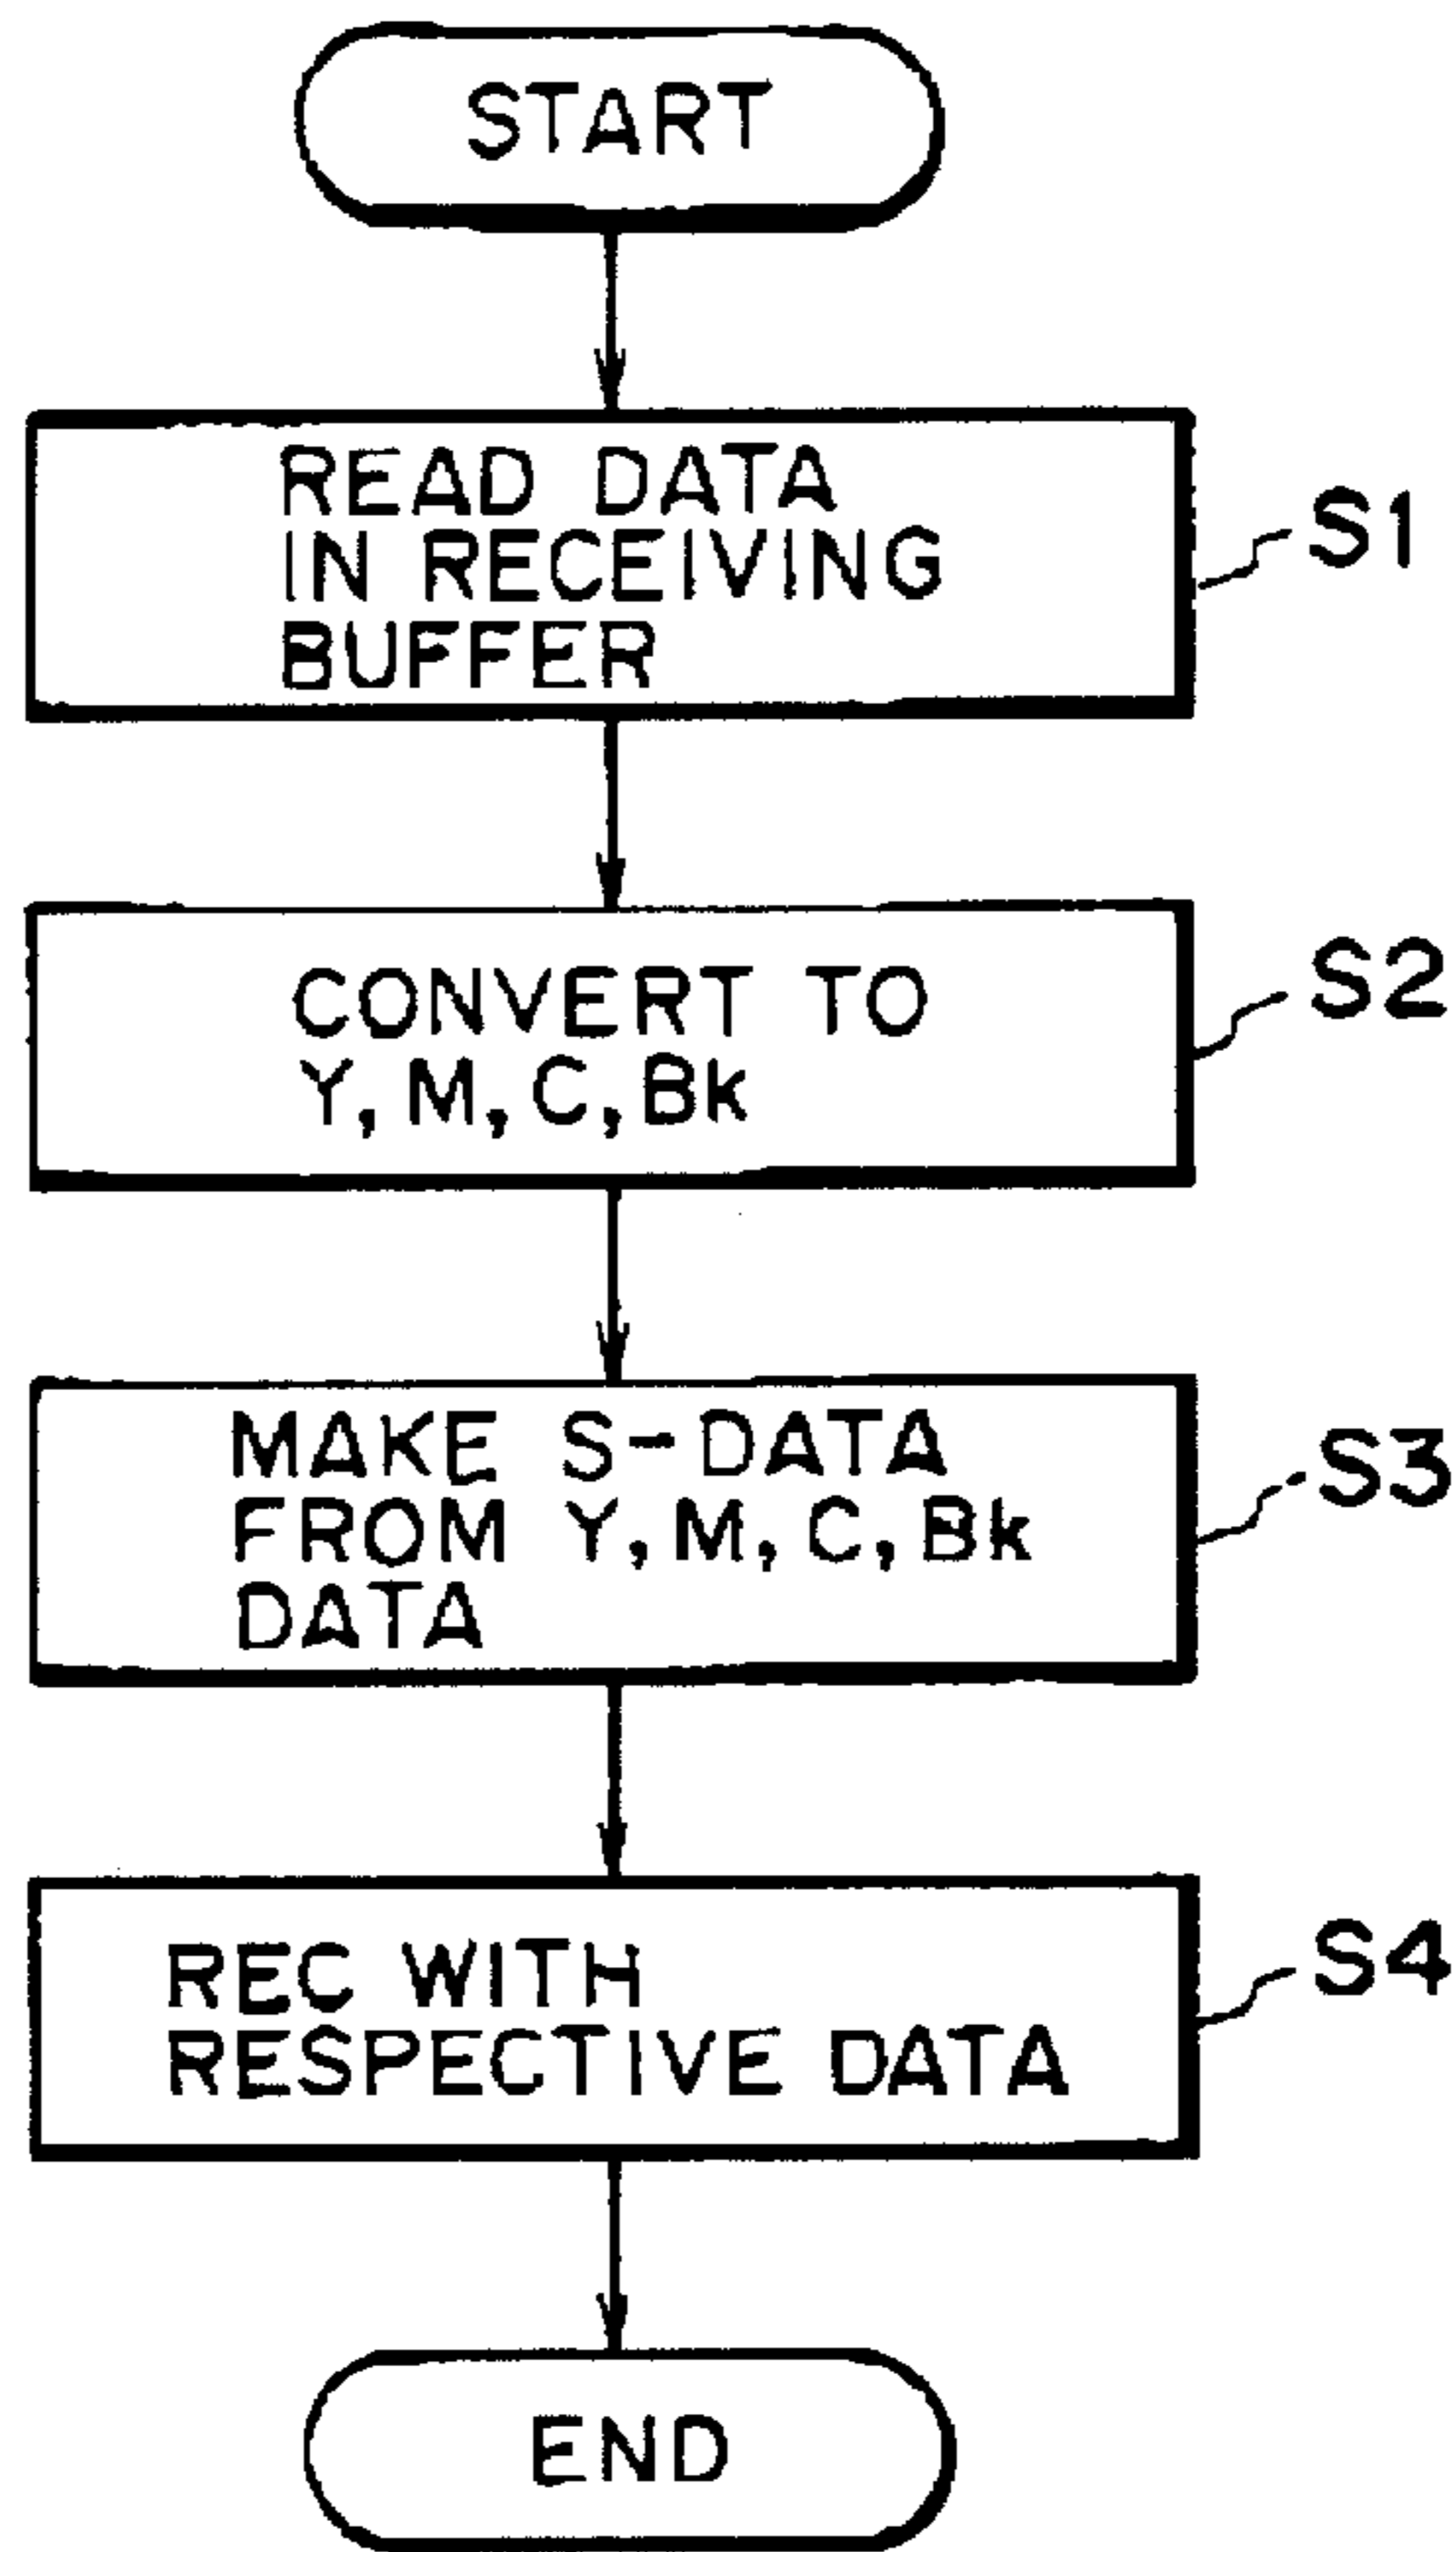 START
READ DATA
IN RECEIVING
BUFFER
S1
CONVERT TO
Y, M, C, Bk
S2
MAKE S-DATA
FROM Y, M, C, Bk
DATA
S3
REC WITH
RESPECTIVE DATA
S4
END